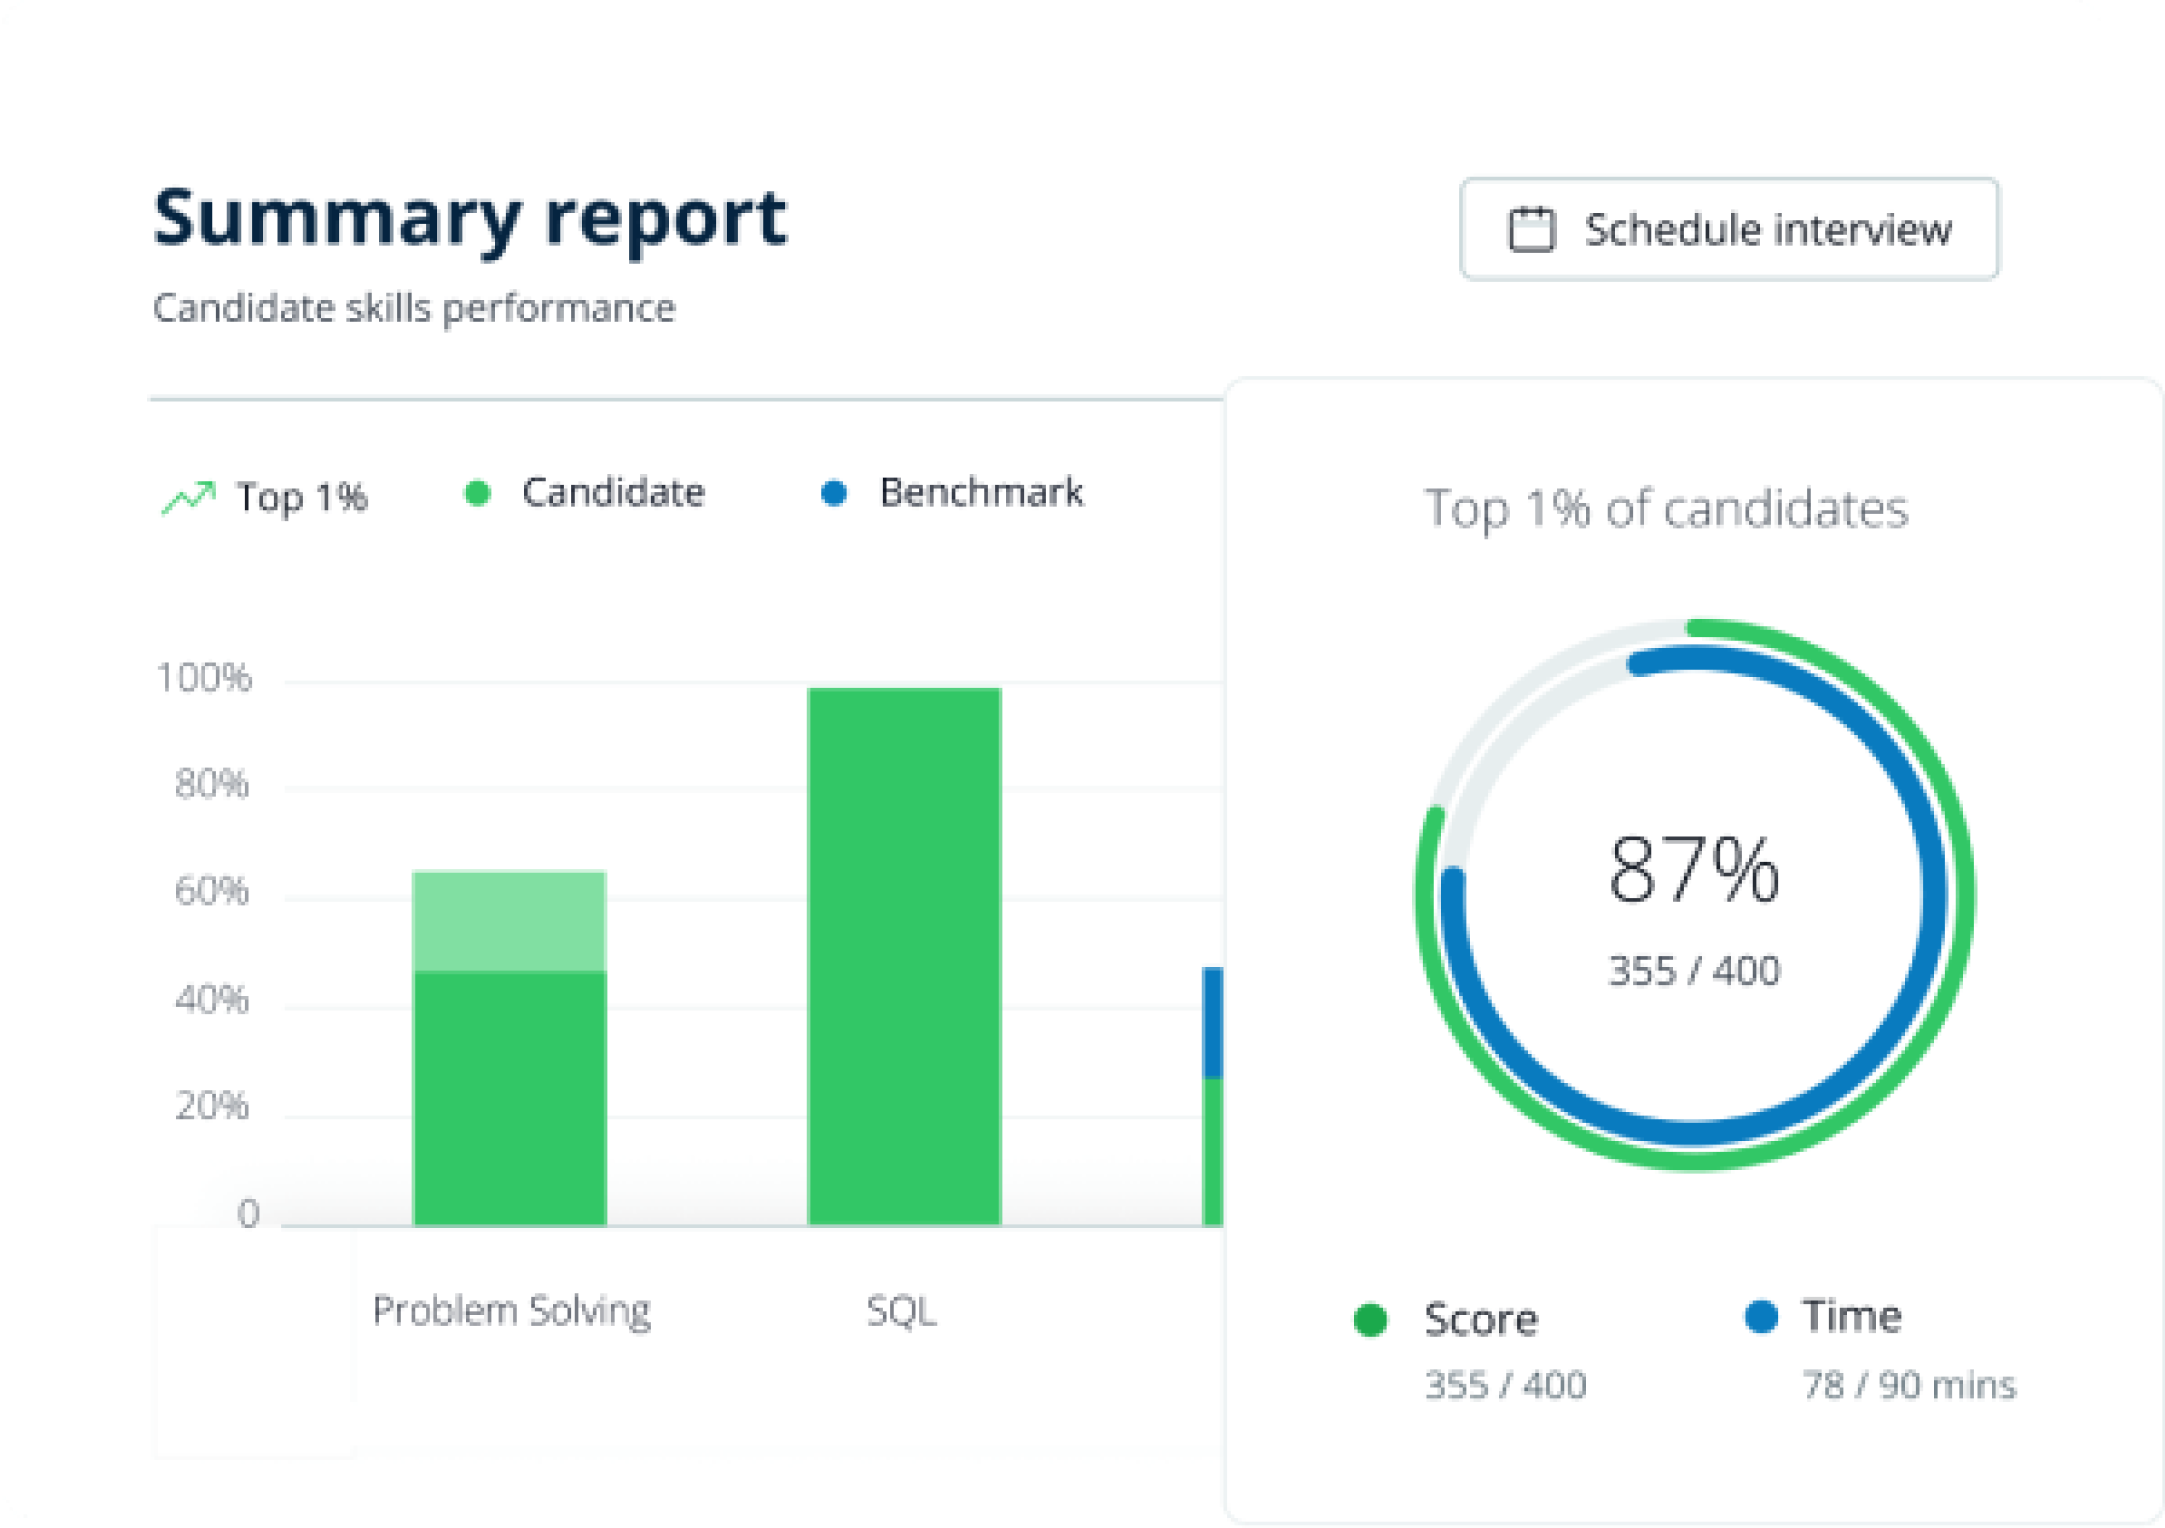 Summary report
Schedule interview
Candidate skills performance
Top 1%
Candidate
Benchmark
100%
80%
60%
40%
20%
0
Problem Solving
SQL
Top 1% of candidates
87%
355 / 400
Score
355 / 400
Time
78 / 90 mins